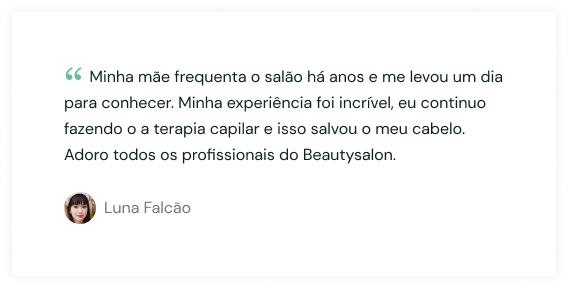 “ Minha mãe frequenta o salão há anos e me levou um dia
para conhecer. Minha experiência foi incrível, eu continuo
fazendo o a terapia capilar e isso salvou o meu cabelo.
Adoro todos os profissionais do Beautysalon.
Luna Falcão